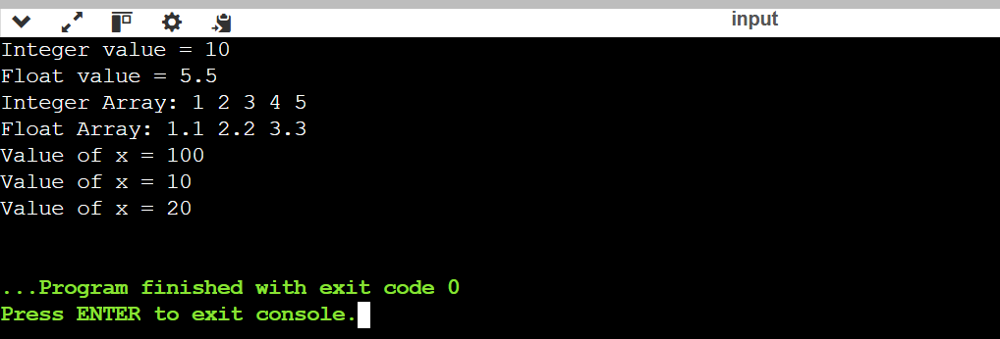 input
Integer value = 10
Float value = 5.5
Integer Array: 1 2 3 4 5
Float Array: 1.1 2.2 3.3
Value of x = 100
Value of x = 10
Value of x = 20
...Program finished with exit code 0
Press ENTER to exit console.